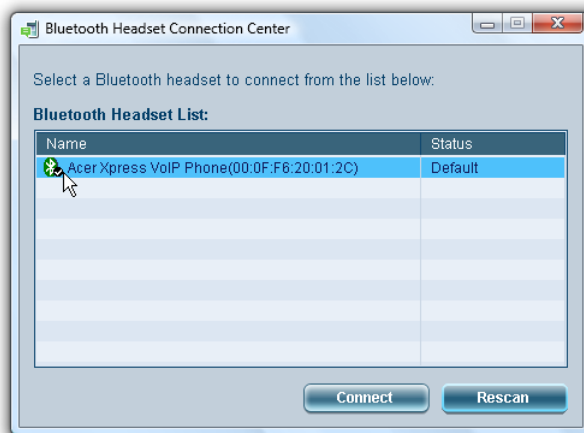 Bluetooth Headset Connection Center
Select a Bluetooth headset to connect from the list below:
Bluetooth Headset List:
Name Status
Acer Xpress VoIP Phone(00:0F:F6:20:01:2C) Default
Connect Rescan